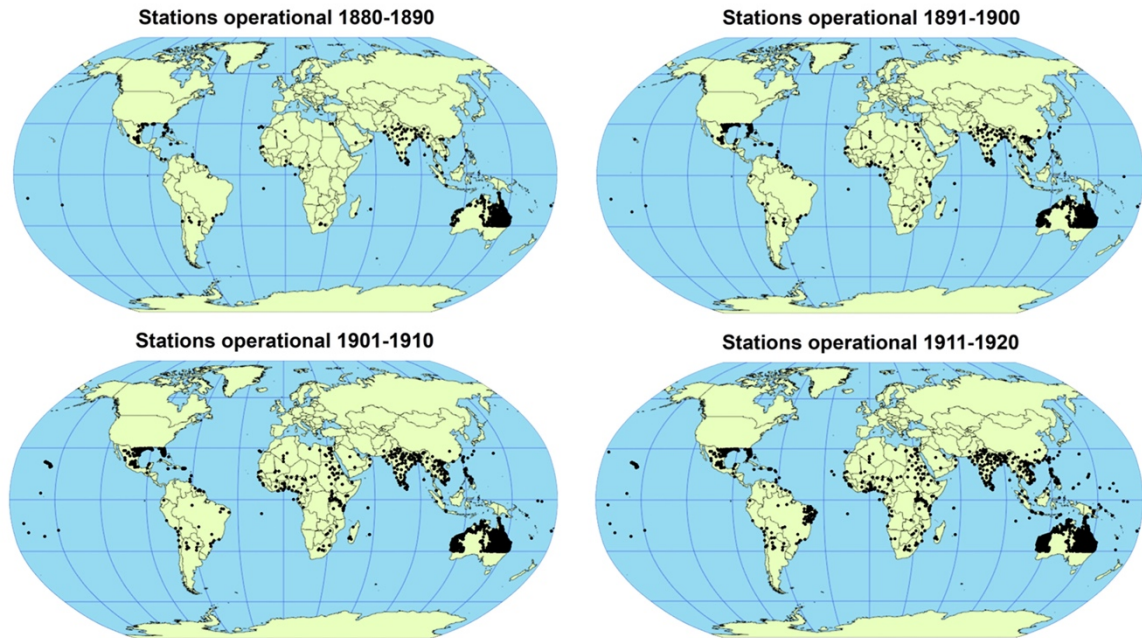 Stations operational 1880-1890
Stations operational 1891-1900
Stations operational 1901-1910
Stations operational 1911-1920